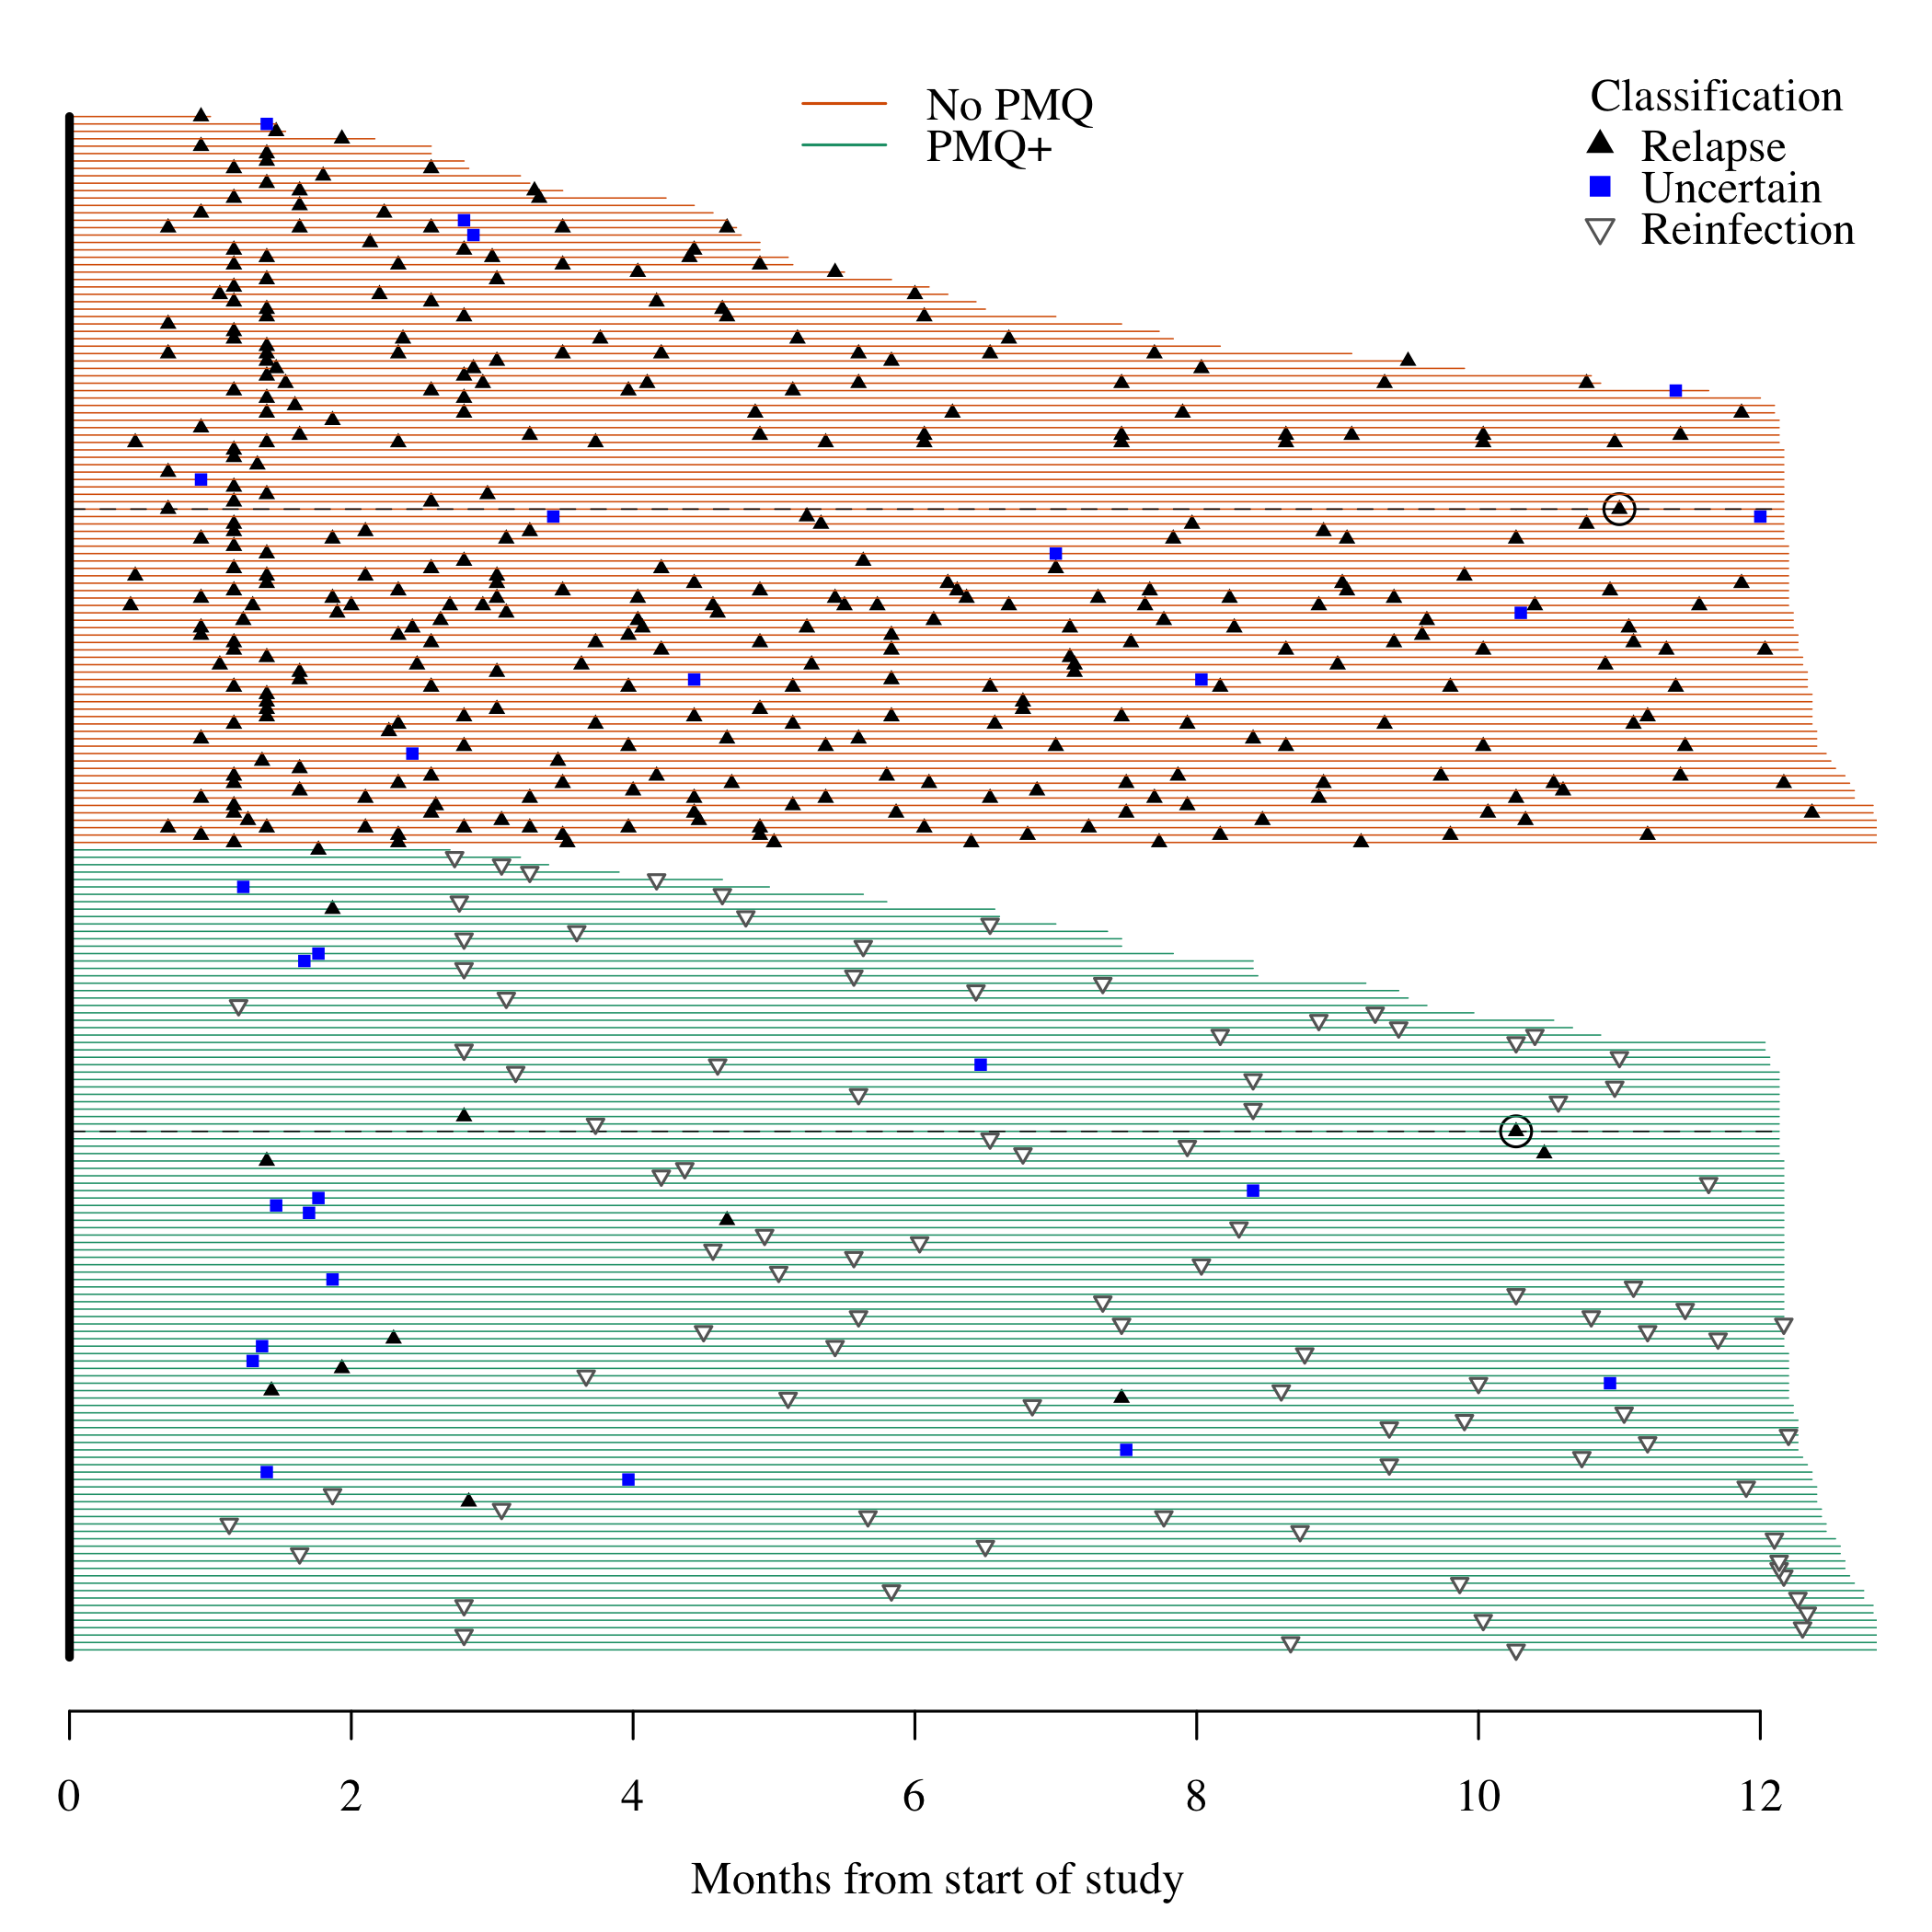 No PMQ
PMQ+
Classification
Relapse
Uncertain
Reinfection
0 2 4 6 8 10 12
Months from start of study